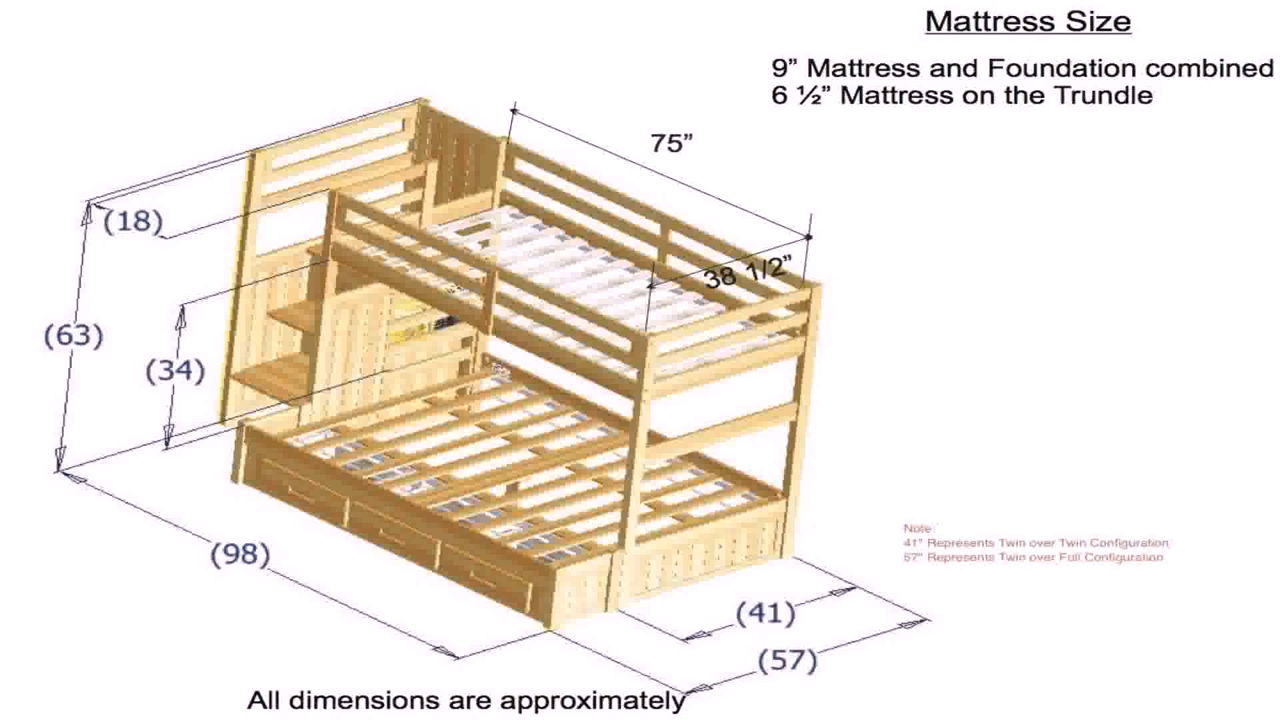 Mattress Size
9” Mattress and Foundation combined
6 ½” Mattress on the Trundle
75”
(18)
38 1/2”
(63)
(34)
Note:
41" Represents Twin over Twin Configuration
57" Represents Twin over Full Configuration
(98)
(41)
(57)
All dimensions are approximately